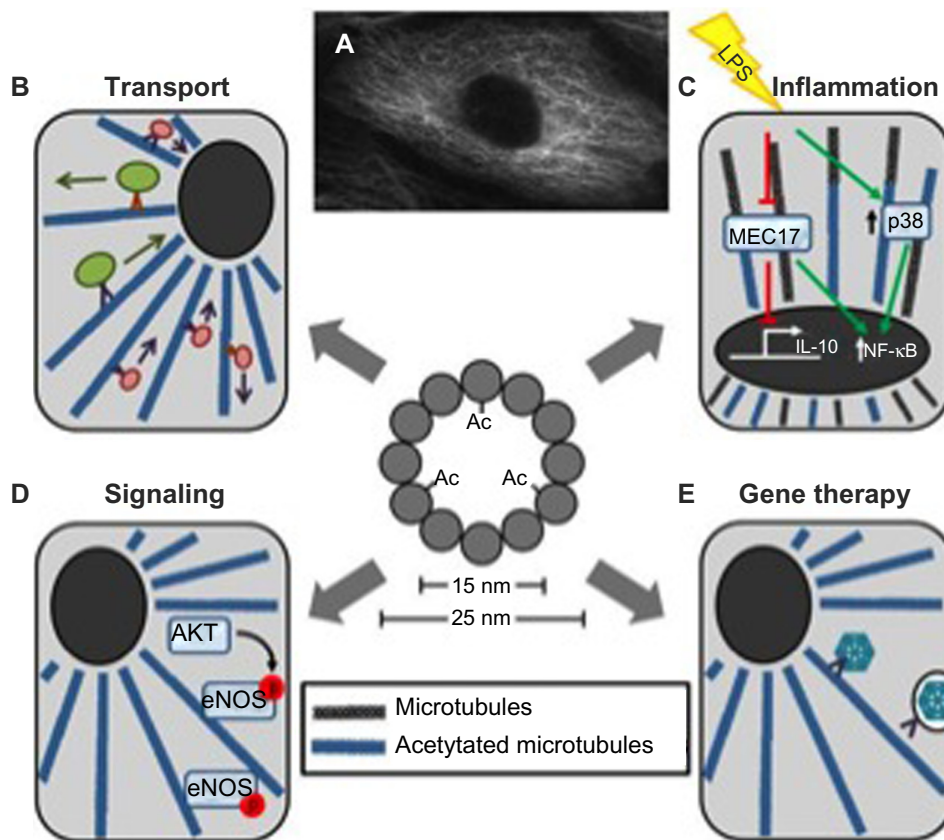 A
B Transport
C Inflammation
LPS
MEC17
p38
IL-10
NF-κB
Ac
Ac
Ac
15 nm
25 nm
D Signaling
AKT
eNOS
p
eNOS
p
E Gene therapy
Microtubules
Acetytated microtubules